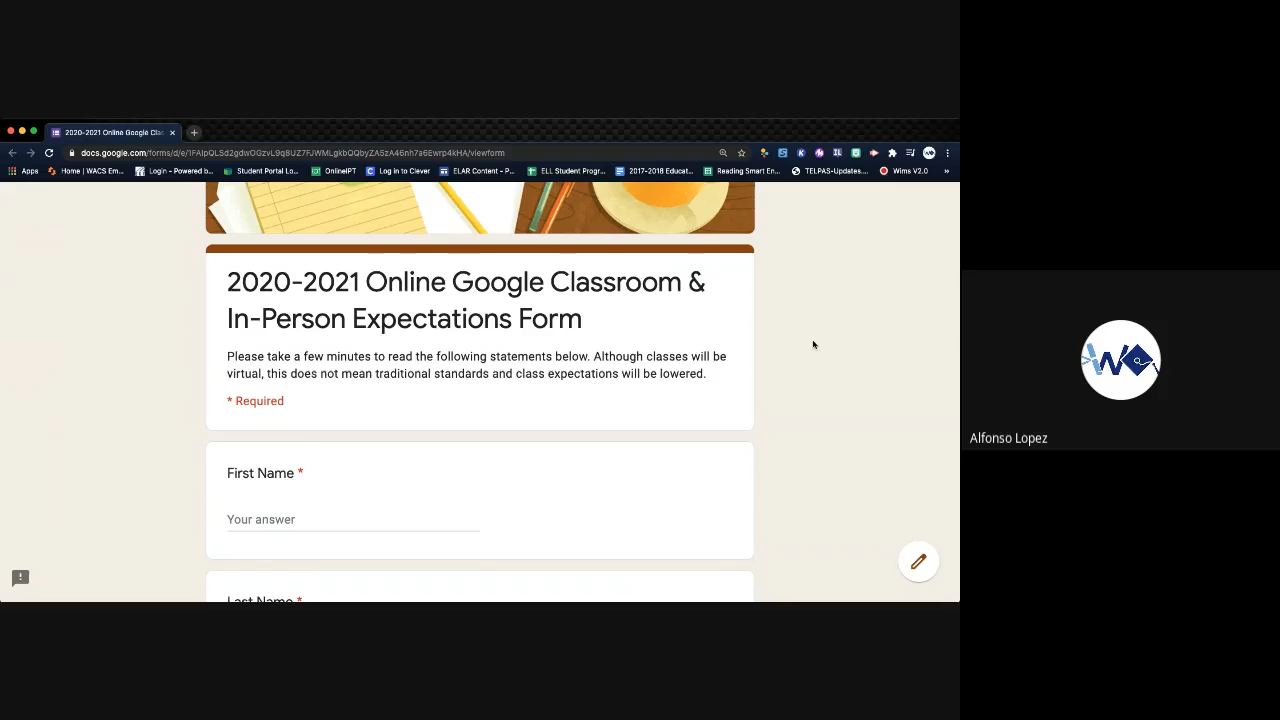 2020-2021 Online Google Clas
docs.google.com/forms/d/e/1FAIpQLSd2gdwOGzvL9q8UZ7FJWMLgkbQQbyZA5zA46nh7a6Ewrp4kHA/viewform
Apps Home | WACS Em... Login - Powered b... Student Portal Lo... OnlineIPT Log in to Clever ELAR Content - P... ELL Student Progr... 2017-2018 Educat... Reading Smart En... TELPAS-Updates.... Wims V2.0 »
2020-2021 Online Google Classroom &
In-Person Expectations Form
Please take a few minutes to read the following statements below. Although classes will be
virtual, this does not mean traditional standards and class expectations will be lowered.
* Required
First Name *
Your answer
Last Name *
Alfonso Lopez